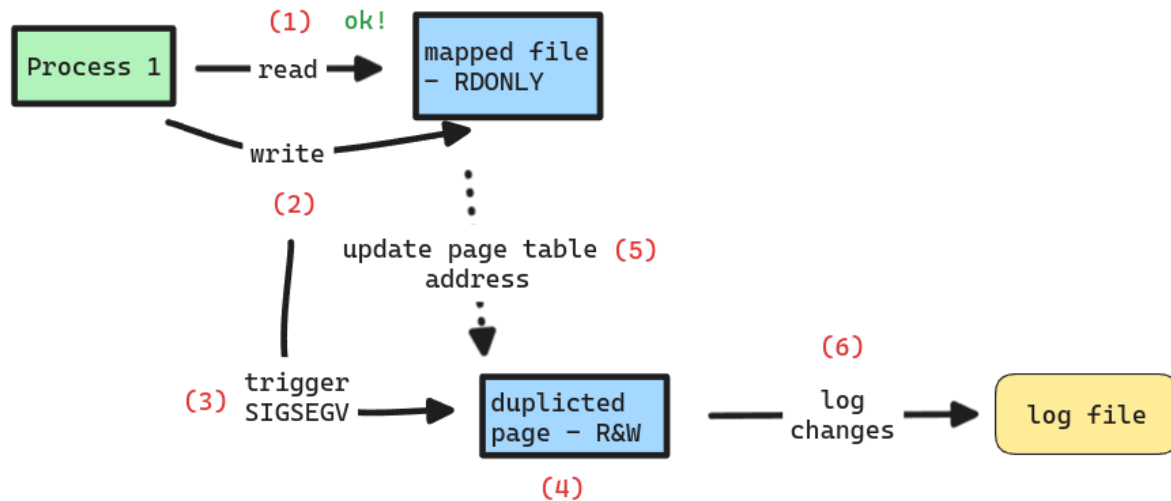 (1) ok!
Process 1
read
mapped file
- RDONLY
write
(2)
update page table (5)
address
(6)
(3)
trigger
SIGSEGV
duplicted
page - R&W
log
changes
log file
(4)